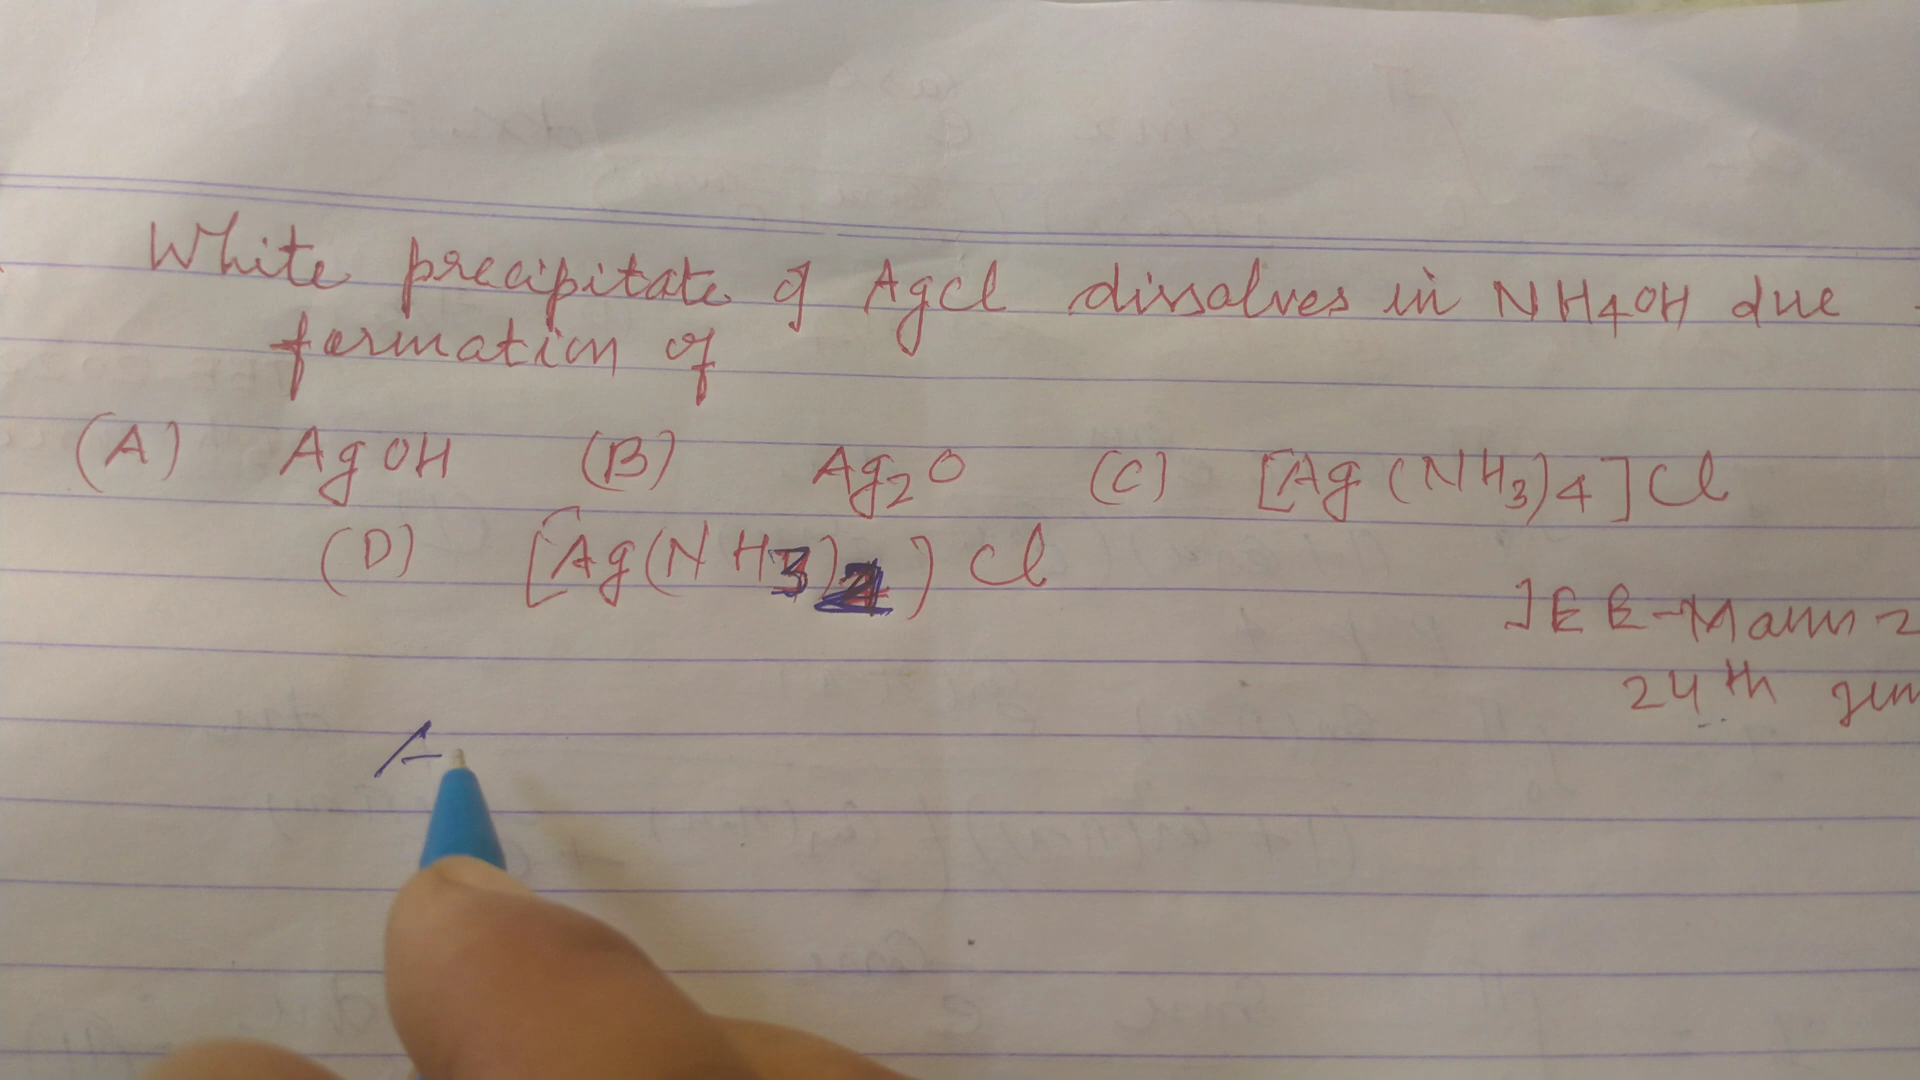 White precipitate of AgCl dissolves in NH4OH due
formation of
(A) AgOH (B) Ag2O (C) [Ag(NH3)4]Cl
(D) [Ag(NH3)2]Cl
JEE-Mains 2
24th
A